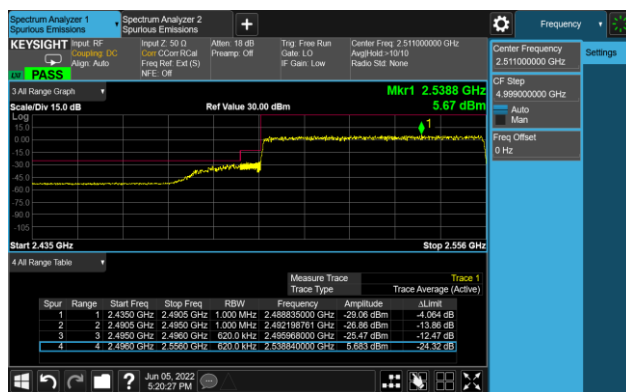 Spectrum Analyzer 1
Spurious Emissions
Spectrum Analyzer 2
Spurious Emissions
Frequency
KEYSIGHT
Input: RF
Coupling: DC
Align: Auto
Input Z: 50 Ω
Corr CCorr RCal
Freq Ref: Ext (S)
NFE: Off
Atten: 18 dB
Preamp: Off
Trig: Free Run
Gate: LO
IF Gain: Low
Center Freq: 2.511000000 GHz
Avg|Hold:>10/10
Radio Std: None
PASS
Center Frequency
2.511000000 GHz
Settings
CF Step
4.999000000 GHz
Auto
Man
Freq Offset
0 Hz
3 All Range Graph
Mkr1 2.5388 GHz
Scale/Div 15.0 dB
Ref Value 30.00 dBm
5.67 dBm
Log
15.0
0.00
-15.0
-30.0
-45.0
-60.0
-75.0
-90.0
-105
1
Start 2.435 GHz
Stop 2.556 GHz
4 All Range Table
Measure Trace Trace 1
Trace Type Trace Average (Active)
Spur Range Start Freq Stop Freq RBW Frequency Amplitude ΔLimit
1 1 2.4350 GHz 2.4905 GHz 1.000 MHz 2.488835000 GHz -29.06 dBm -4.064 dB
2 2 2.4905 GHz 2.4950 GHz 1.000 MHz 2.492198761 GHz -26.86 dBm -13.86 dB
3 3 2.4950 GHz 2.4960 GHz 620.0 kHz 2.495968000 GHz -25.47 dBm -12.47 dB
4 4 2.4960 GHz 2.5560 GHz 620.0 kHz 2.538840000 GHz 5.683 dBm -24.32 dB
Jun 05, 2022
5:20:27 PM